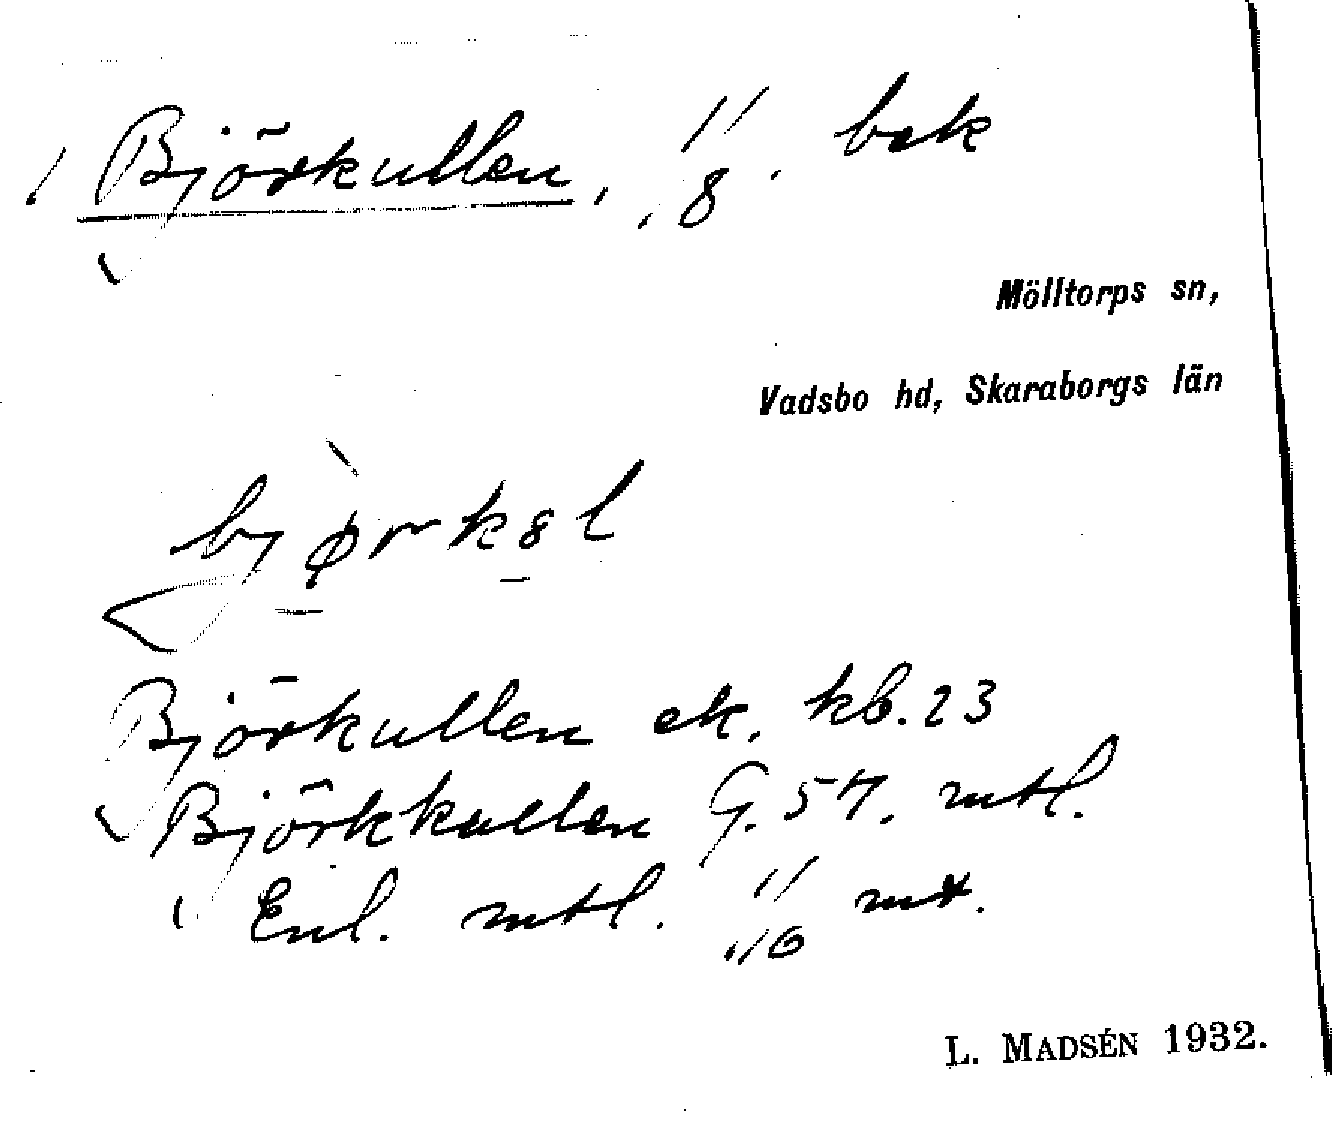 Björkullen, 1/8. bek
Mölltorps sn,
Vadsbo hd, Skaraborgs län
bjørkəl
Björkullen ek. kb. 23
Björkkullen G. 57. mtl.
Enl. mtl. 1/16 mt.
L. MADSÉN 1932.